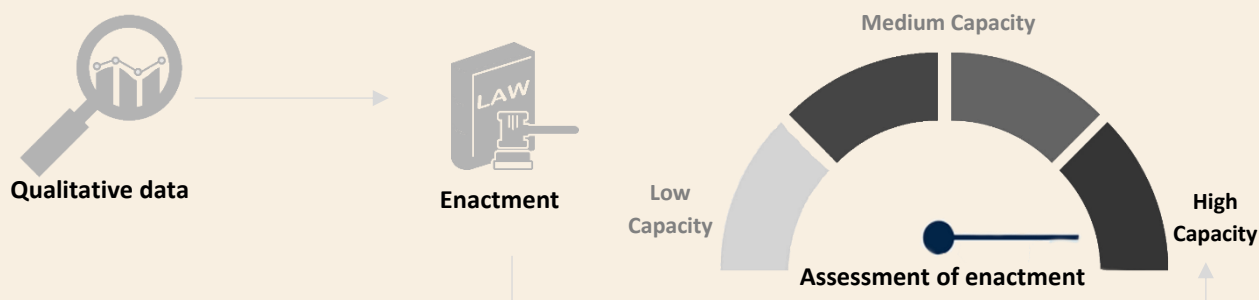 Medium Capacity
LAW
Qualitative data
Enactment
Low
Capacity
High
Capacity
Assessment of enactment